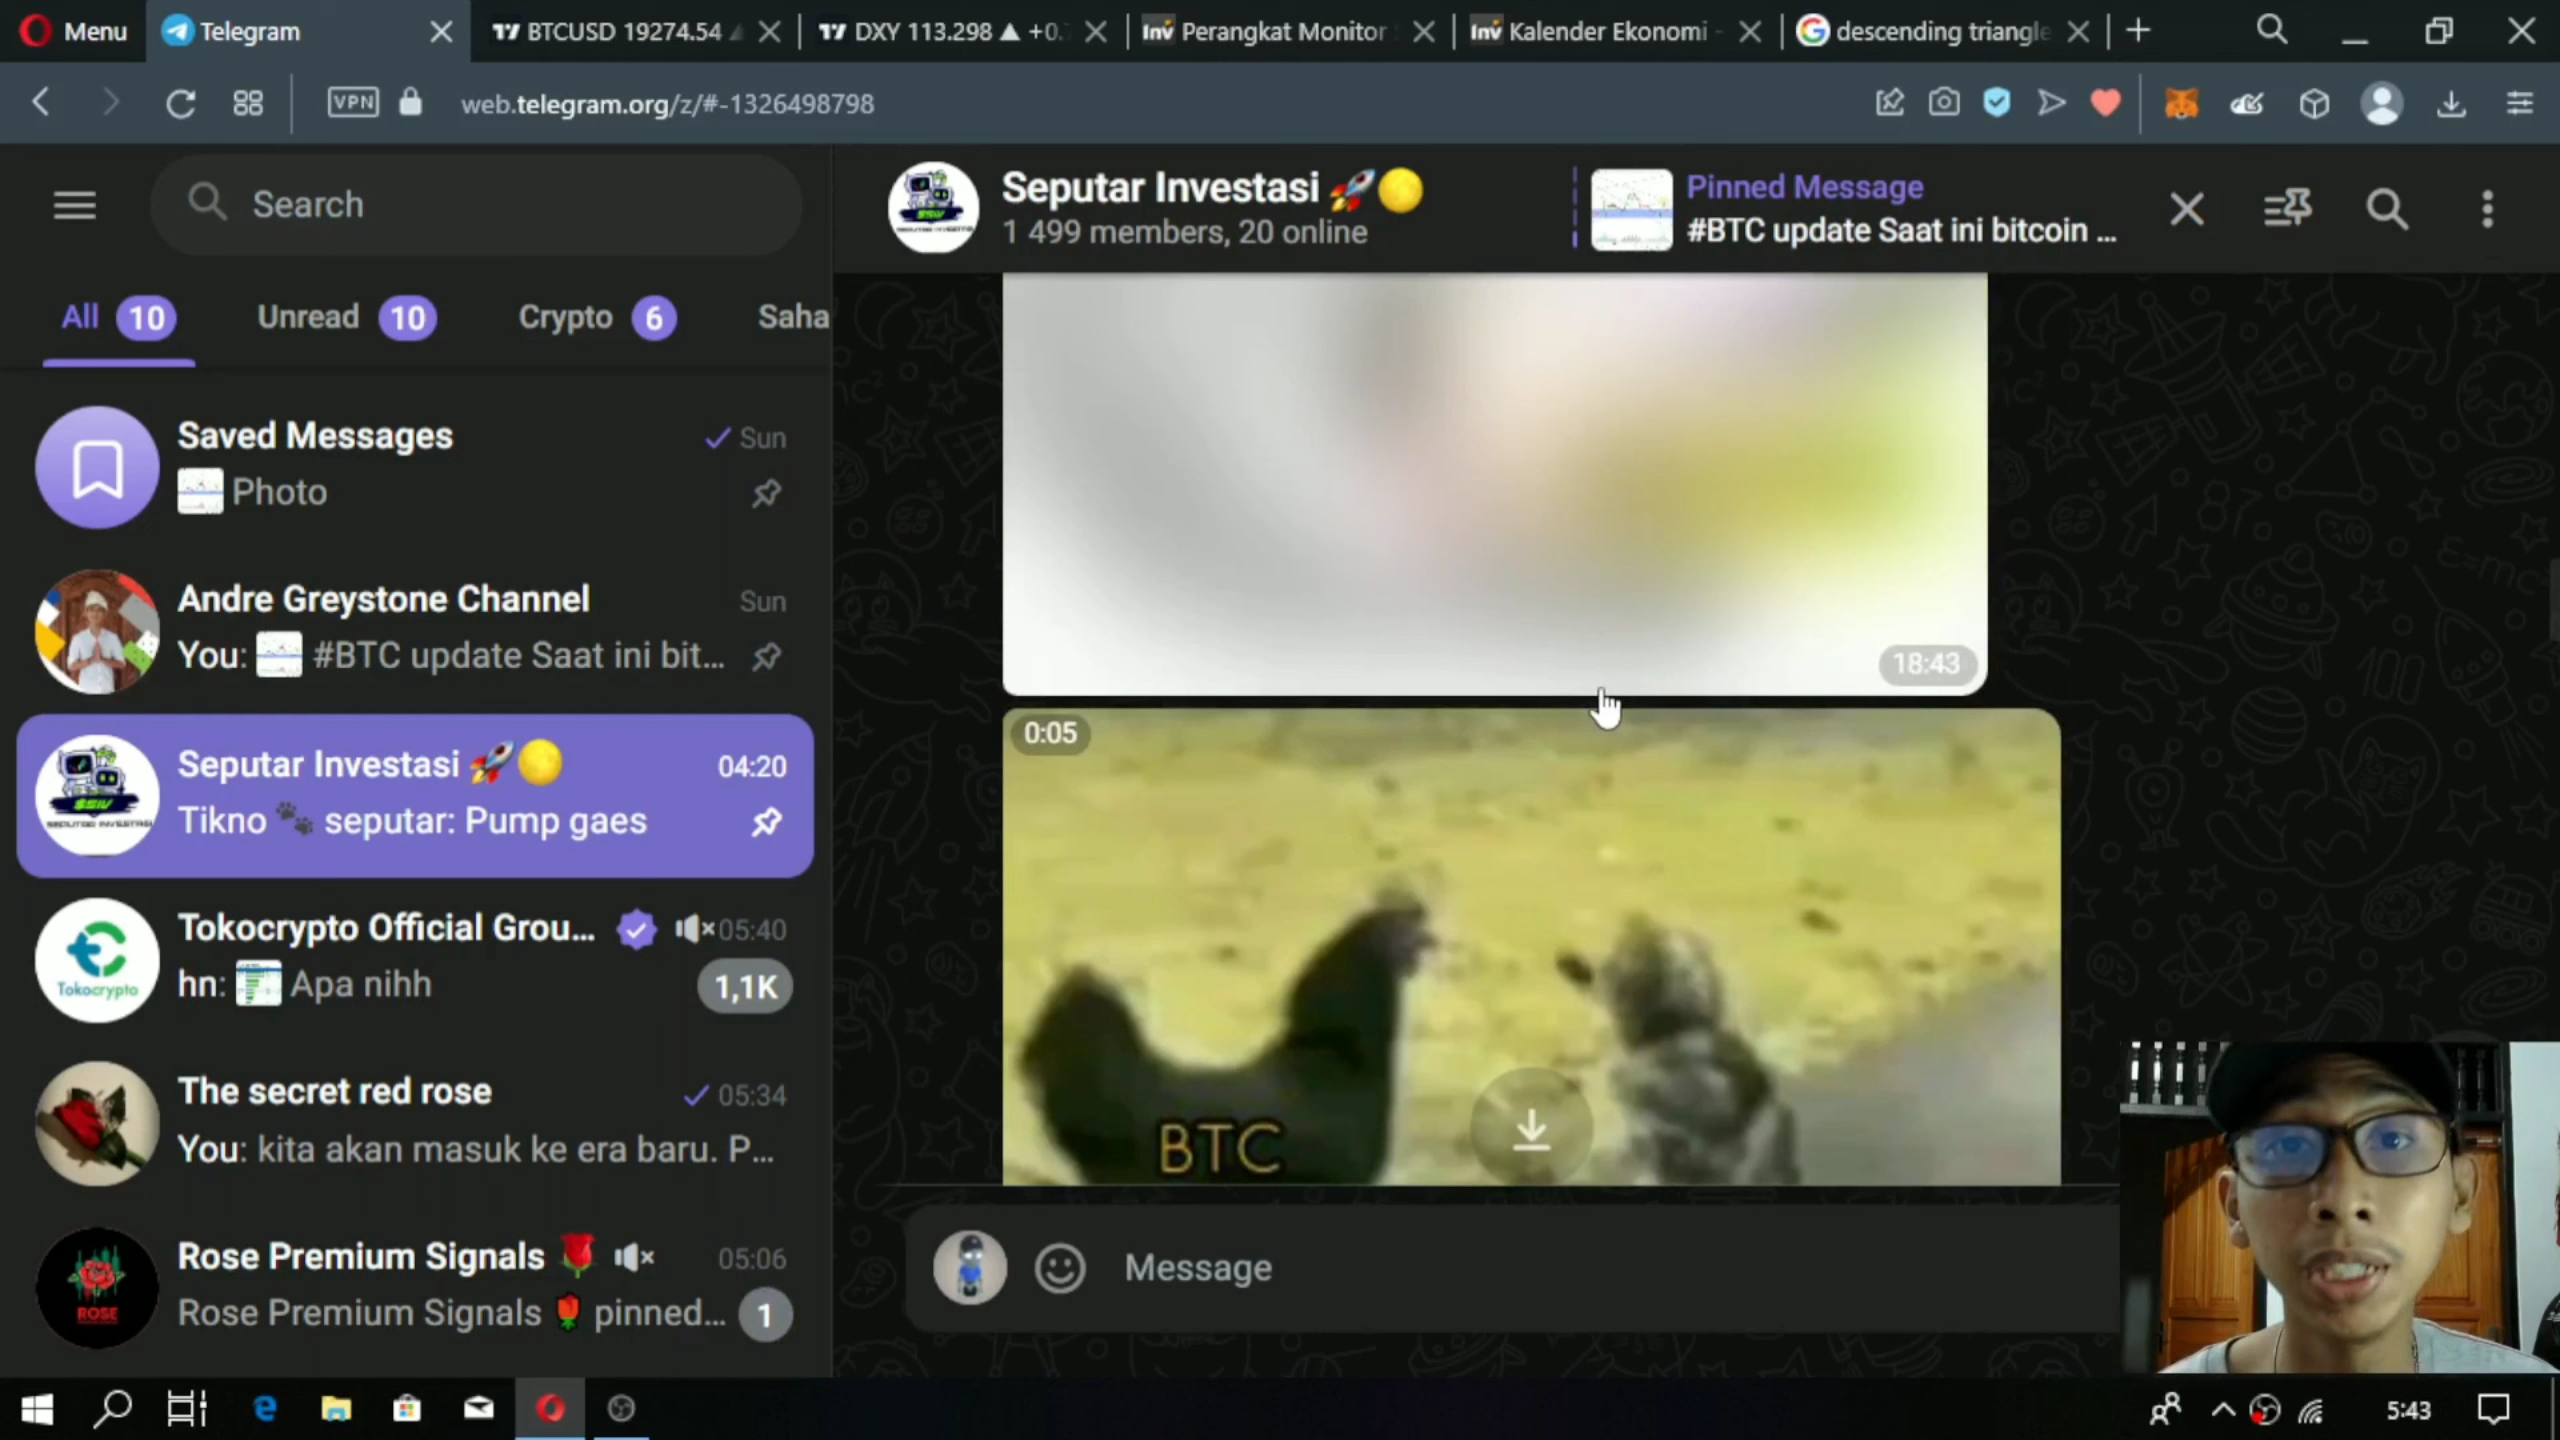 Menu
Telegram
BTCUSD 19274.54
DXY 113.298 ▲ +0.
Inv Perangkat Monitor
Inv Kalender Ekonomi -
descending triangle
VPN
web.telegram.org/z/#-1326498798
Search
All 10
Unread 10
Crypto 6
Saha
Seputar Investasi 🚀🌕
1 499 members, 20 online
Pinned Message
#BTC update Saat ini bitcoin ...
Saved Messages
Sun
Photo
Andre Greystone Channel
Sun
You: #BTC update Saat ini bit...
Seputar Investasi 🚀🌕
04:20
Tikno 🐾 seputar: Pump gaes
Tokocrypto
Tokocrypto Official Grou...
05:40
hn: Apa nihh
1,1K
The secret red rose
05:34
You: kita akan masuk ke era baru. P...
ROSE
Rose Premium Signals 🌹
05:06
Rose Premium Signals 🌹 pinned...
1
18:43
0:05
BTC
Message
5:43